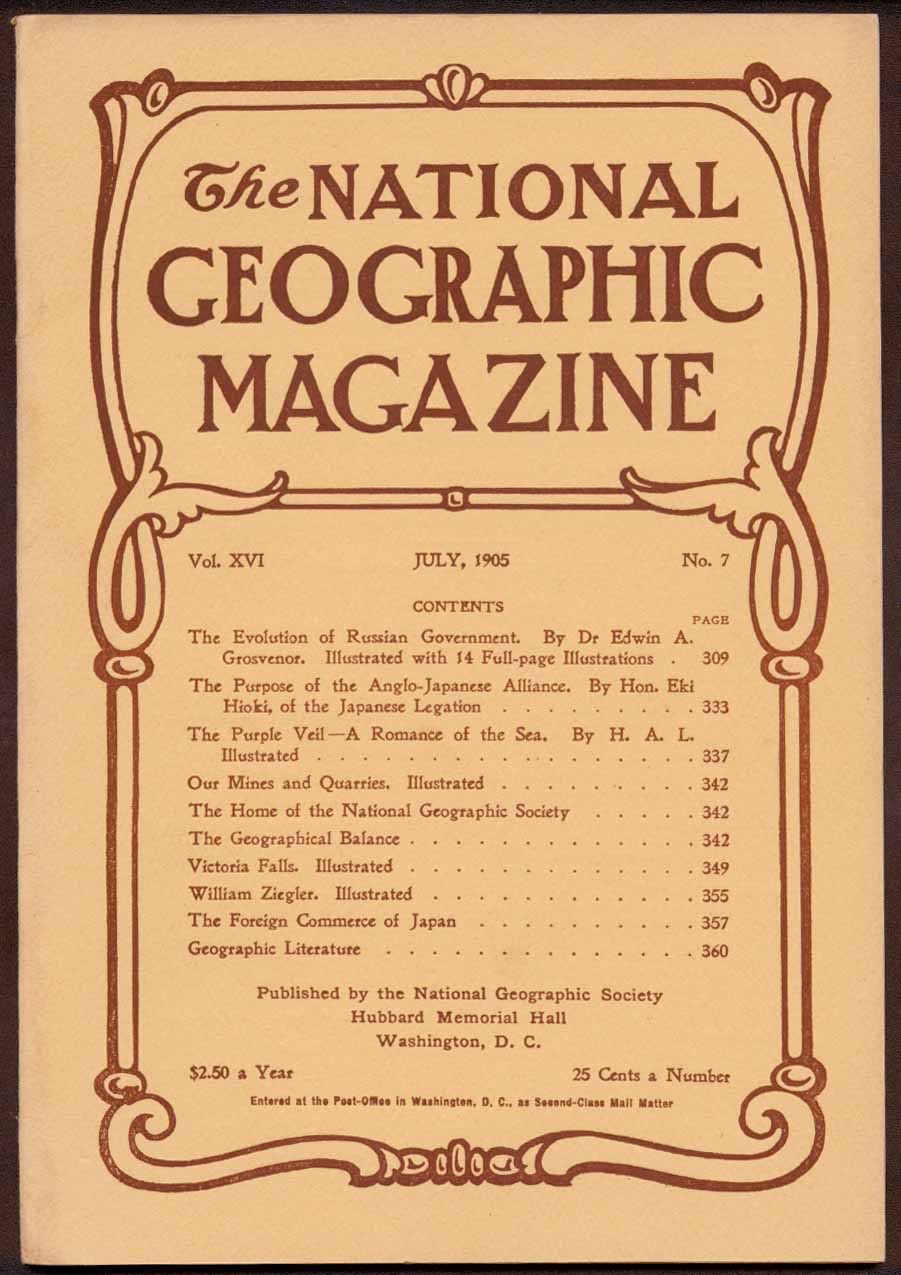 The NATIONAL
GEOGRAPHIC
MAGAZINE
Vol. XVI JULY, 1905 No. 7
CONTENTS
PAGE
The Evolution of Russian Government. By Dr Edwin A.
Grosvenor. Illustrated with 14 Full-page Illustrations . 309
The Purpose of the Anglo-Japanese Alliance. By Hon. Eki
Hioki, of the Japanese Legation . . . . . . . . . 333
The Purple Veil—A Romance of the Sea. By H. A. L.
Illustrated . . . . . . . . . . . . . . . . . 337
Our Mines and Quarries. Illustrated . . . . . . . . . 342
The Home of the National Geographic Society . . . . . 342
The Geographical Balance . . . . . . . . . . . . . 342
Victoria Falls. Illustrated . . . . . . . . . . . . . 349
William Ziegler. Illustrated . . . . . . . . . . . . 355
The Foreign Commerce of Japan . . . . . . . . . . 357
Geographic Literature . . . . . . . . . . . . . . 360
Published by the National Geographic Society
Hubbard Memorial Hall
Washington, D. C.
$2.50 a Year 25 Cents a Number
Entered at the Post-Office in Washington, D. C., as Second-Class Mail Matter